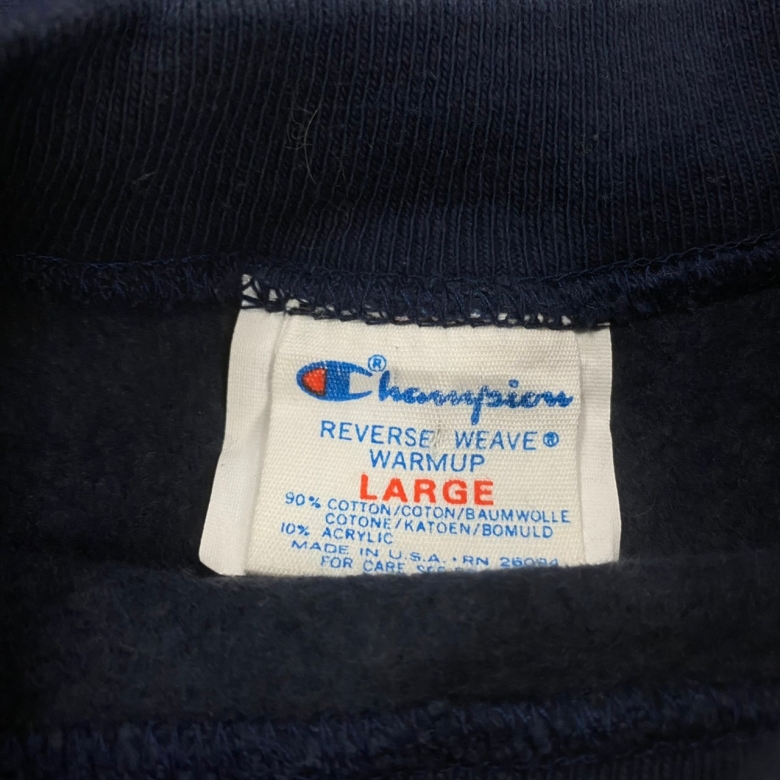 Champion®
REVERSE WEAVE®
WARMUP
LARGE
90% COTTON/COTON/BAUMWOLLE
COTONE/KATOEN/BOMULD
10% ACRYLIC
MADE IN U.S.A. · RN 26094
FOR CARE SEE